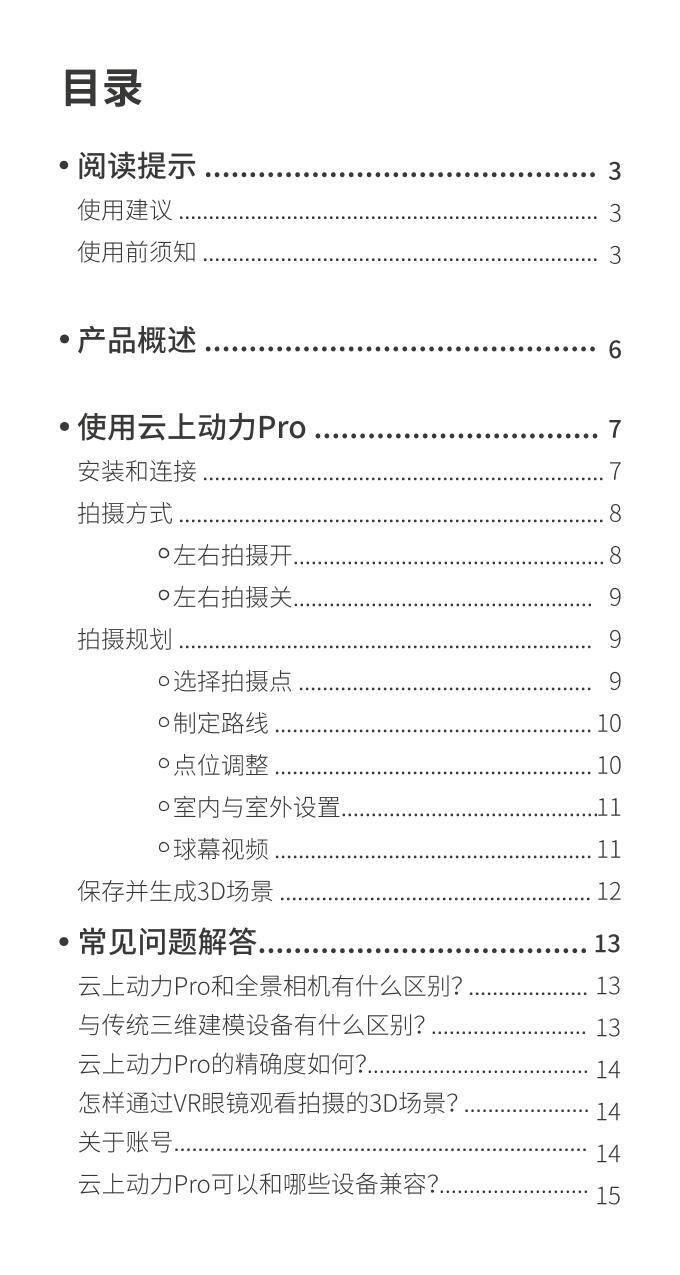 目录
• 阅读提示 ............................................ 3
使用建议 ............................................ 3
使用前须知 ............................................ 3
• 产品概述 ............................................ 6
• 使用云上动力Pro ............................................ 7
安装和连接 ............................................ 7
拍摄方式 ............................................ 8
○左右拍摄开............................................ 8
○左右拍摄关............................................ 9
拍摄规划 ............................................ 9
○选择拍摄点 ............................................ 9
○制定路线 ............................................ 10
○点位调整 ............................................ 10
○室内与室外设置............................................11
○球幕视频 ............................................ 11
保存并生成3D场景 ............................................ 12
• 常见问题解答............................................ 13
云上动力Pro和全景相机有什么区别? .................... 13
与传统三维建模设备有什么区别? .......................... 13
云上动力Pro的精确度如何?.................................... 14
怎样通过VR眼镜观看拍摄的3D场景? .................... 14
关于账号............................................ 14
云上动力Pro可以和哪些设备兼容?........................ 15